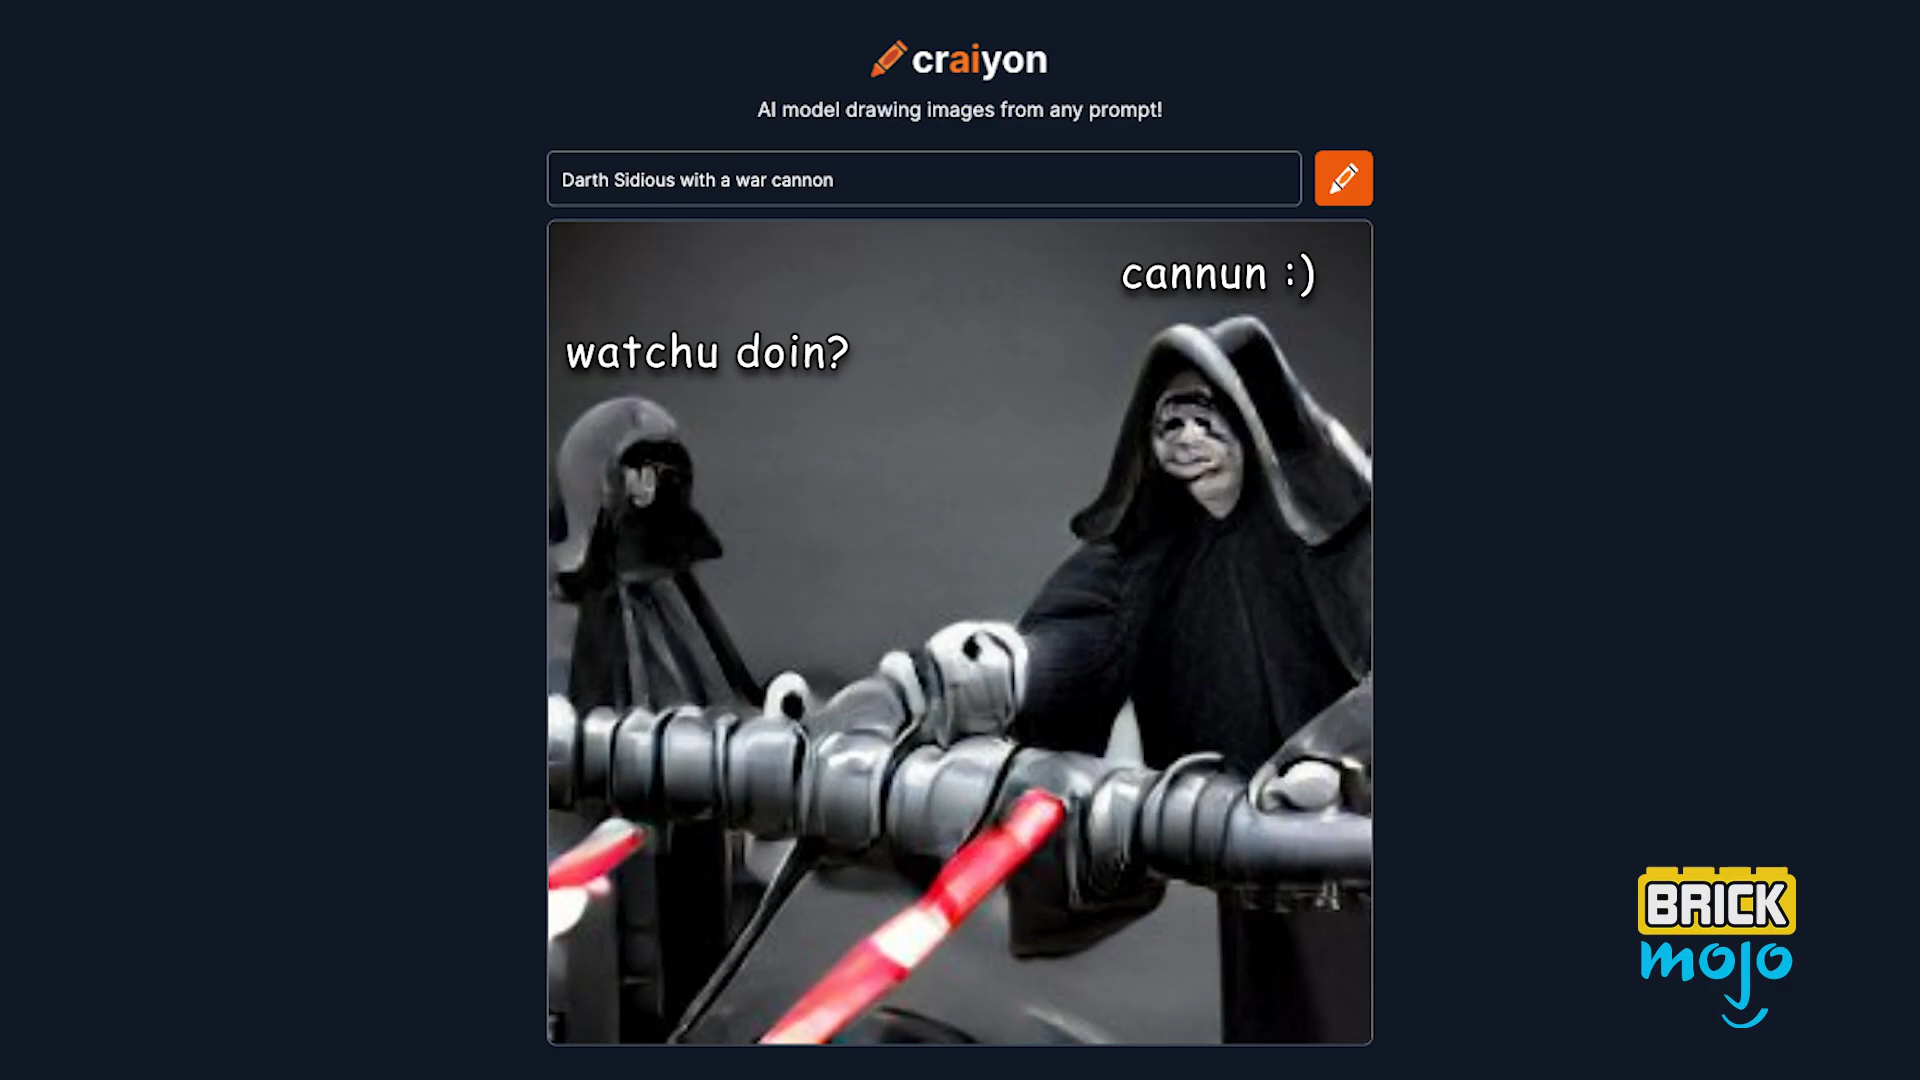 craiyon
AI model drawing images from any prompt!
Darth Sidious with a war cannon
cannun :)
watchu doin?
BRICK
mojo